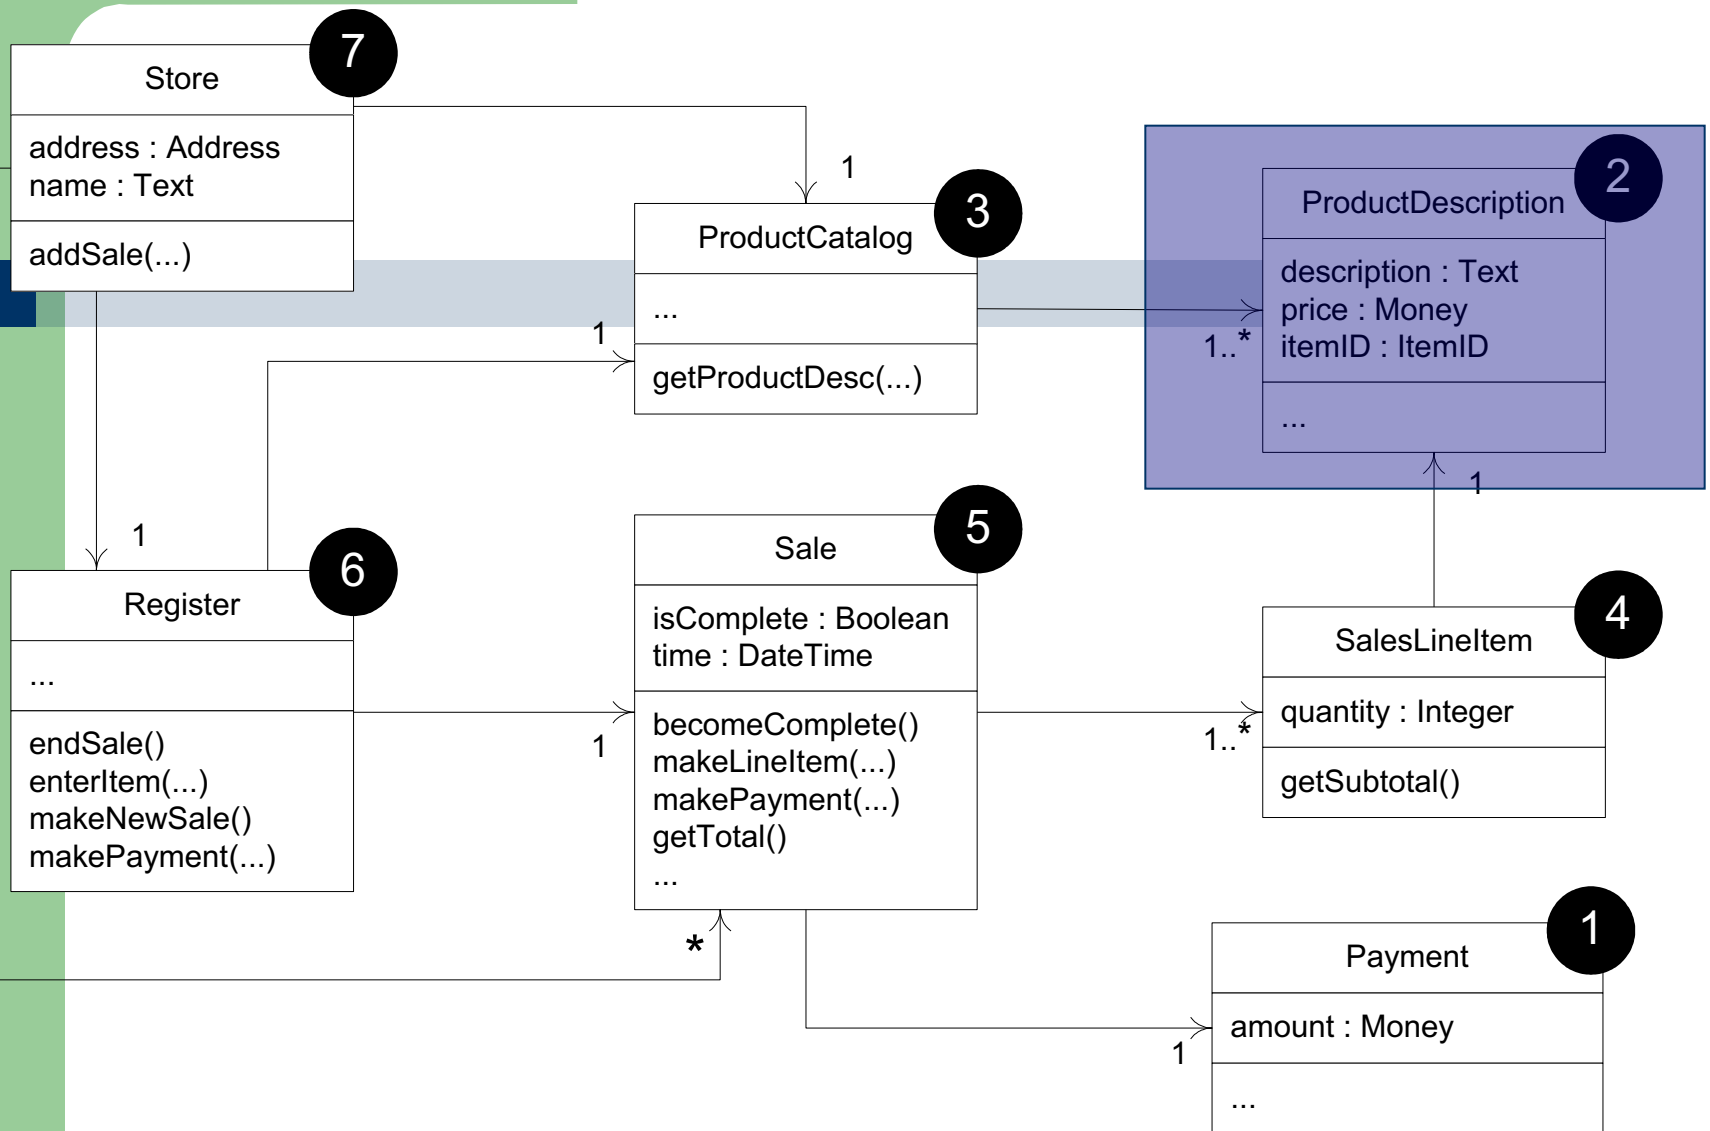 7
Store
address : Address
name : Text
addSale(...)
1
3
ProductCatalog
...
getProductDesc(...)
1
2
ProductDescription
description : Text
price : Money
itemID : ItemID
...
1..*
1
1
6
Register
...
endSale()
enterItem(...)
makeNewSale()
makePayment(...)
5
Sale
isComplete : Boolean
time : DateTime
becomeComplete()
makeLineItem(...)
makePayment(...)
getTotal()
...
1
*
4
SalesLineItem
quantity : Integer
getSubtotal()
1..*
1
Payment
amount : Money
...
1